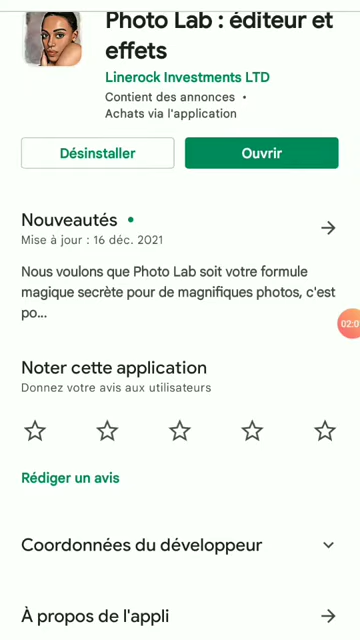 Photo Lab : éditeur et
effets
Linerock Investments LTD
Contient des annonces •
Achats via l'application
Désinstaller
Ouvrir
Nouveautés •
Mise à jour : 16 déc. 2021
Nous voulons que Photo Lab soit votre formule
magique secrète pour de magnifiques photos, c'est
po...
Noter cette application
Donnez votre avis aux utilisateurs
Rédiger un avis
Coordonnées du développeur
À propos de l'appli